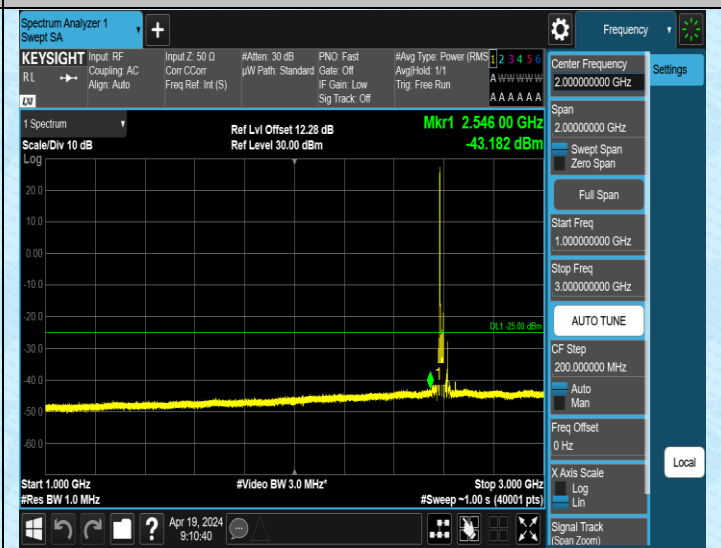 Spectrum Analyzer 1
Swept SA
+
Frequency
KEYSIGHT
RL
LXI
Input: RF
Coupling: AC
Align: Auto
Input Z: 50 Ω
Corr CCorr
Freq Ref: Int (S)
#Atten: 30 dB
µW Path: Standard
PNO: Fast
Gate: Off
IF Gain: Low
Sig Track: Off
#Avg Type: Power (RMS
Avg|Hold: 1/1
Trig: Free Run
1 2 3 4 5 6
A W W W W W
A A A A A A
1 Spectrum
Scale/Div 10 dB
Ref Lvl Offset 12.28 dB
Ref Level 30.00 dBm
Mkr1 2.546 00 GHz
-43.182 dBm
Log
20.0
10.0
0.00
-10.0
-20.0
DL1 -25.00 dBm
-30.0
-40.0
1
-50.0
-60.0
Start 1.000 GHz
#Res BW 1.0 MHz
#Video BW 3.0 MHz*
Stop 3.000 GHz
#Sweep ~1.00 s (40001 pts)
Center Frequency
2.000000000 GHz
Span
2.00000000 GHz
Swept Span
Zero Span
Full Span
Start Freq
1.000000000 GHz
Stop Freq
3.000000000 GHz
AUTO TUNE
CF Step
200.000000 MHz
Auto
Man
Freq Offset
0 Hz
X Axis Scale
Log
Lin
Signal Track
(Span Zoom)
Settings
Local
?
Apr 19, 2024
9:10:40